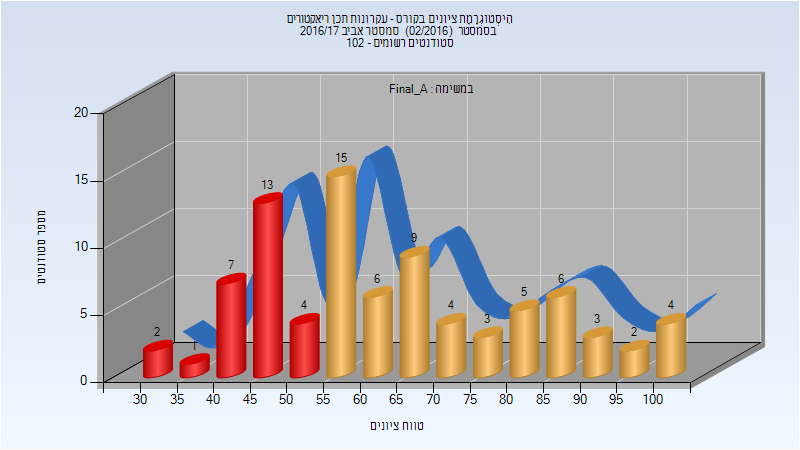 היסטוגרמת ציונים בקורס - עקרונות תכן ריאקטורים
בסמסטר (02/2016) סמסטר אביב 2016/17
סטודנטים רשומים - 102
במשימה : Final_A
מספר סטודנטים
20
15
10
5
0
2
1
7
13
4
15
6
9
4
3
5
6
3
2
4
30 35 40 45 50 55 60 65 70 75 80 85 90 95 100
טווח ציונים